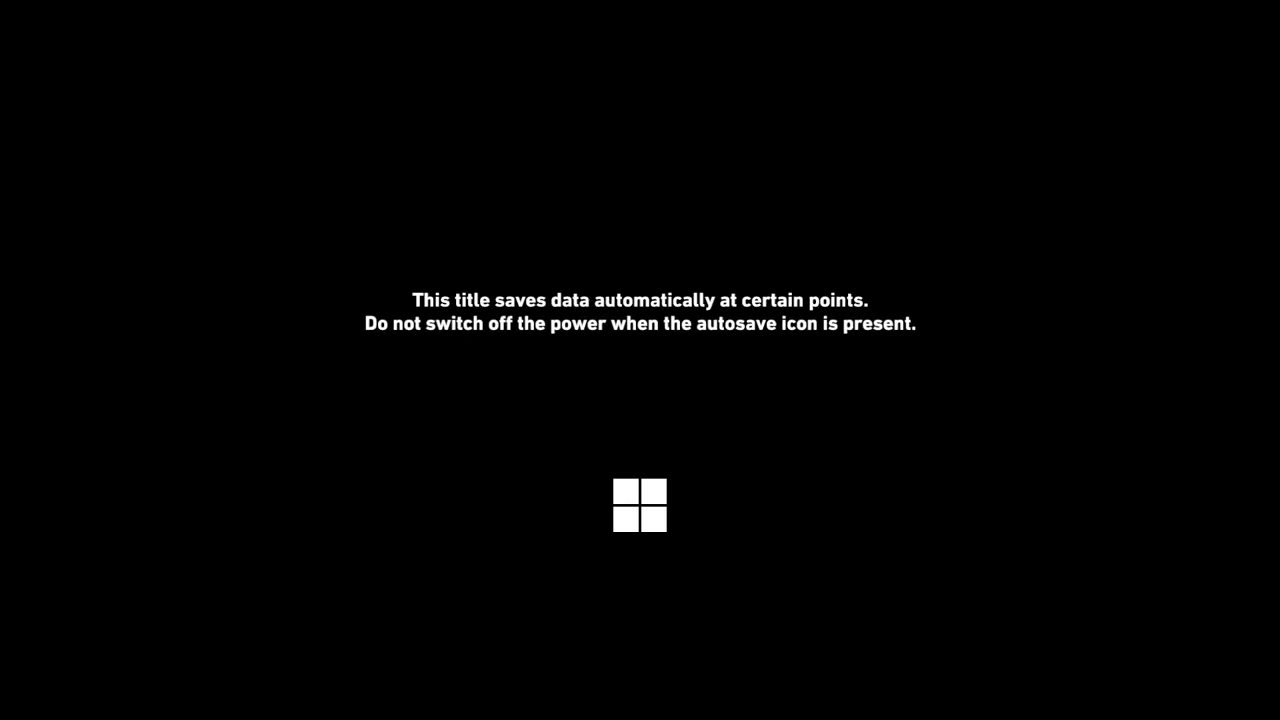 This title saves data automatically at certain points.
Do not switch off the power when the autosave icon is present.